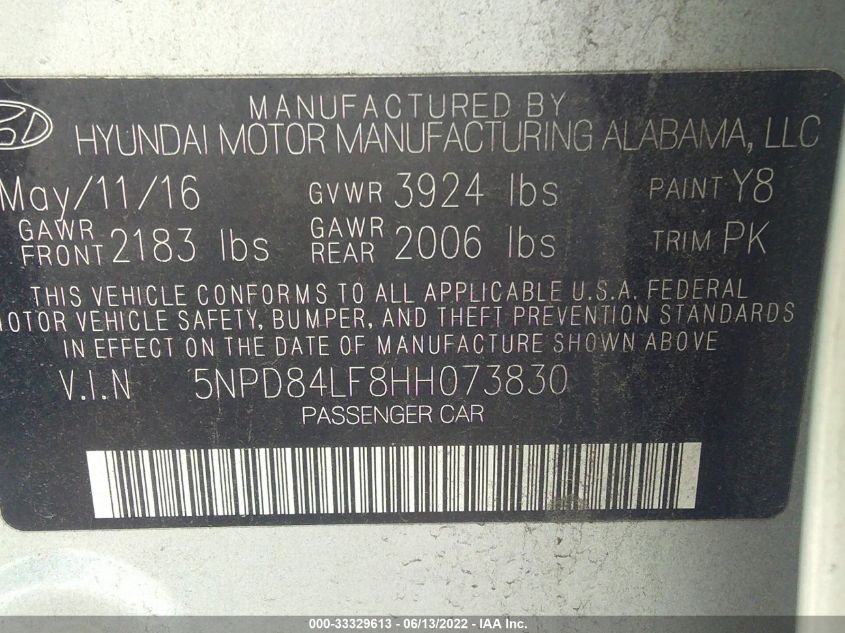 MANUFACTURED BY
HYUNDAI MOTOR MANUFACTURING ALABAMA, LLC
May/11/16 GVWR 3924 lbs PAINT Y8
GAWR FRONT 2183 lbs GAWR REAR 2006 lbs TRIM PK
THIS VEHICLE CONFORMS TO ALL APPLICABLE U.S.A. FEDERAL
MOTOR VEHICLE SAFETY, BUMPER, AND THEFT PREVENTION STANDARDS
IN EFFECT ON THE DATE OF MANUFACTURE SHOWN ABOVE
V.I.N 5NPD84LF8HH073830
PASSENGER CAR
000-33329613 - 06/13/2022 - IAA Inc.